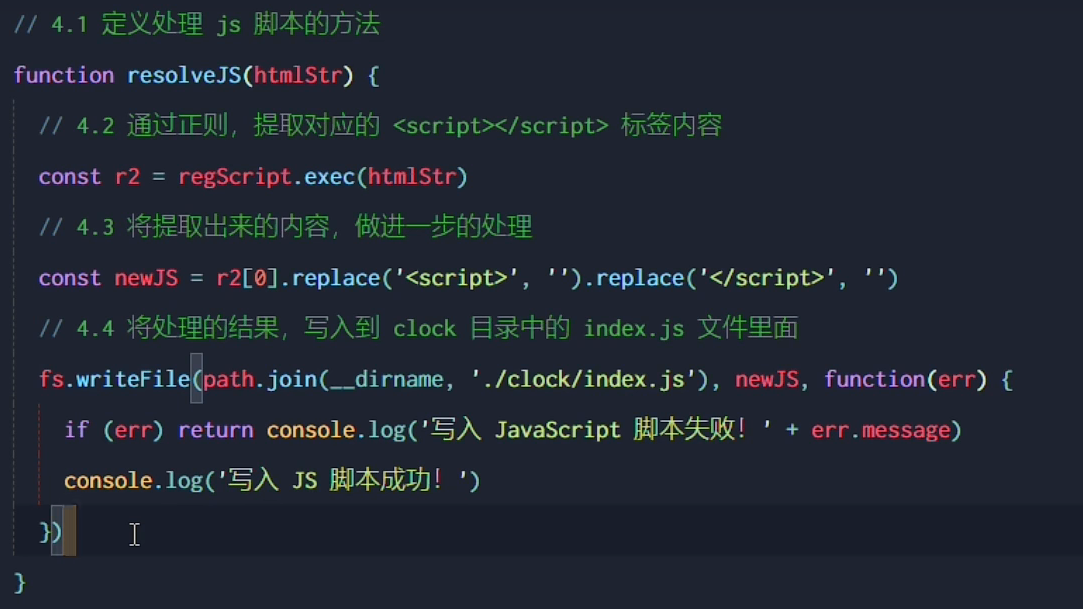 // 4.1 定义处理 js 脚本的方法
function resolveJS(htmlStr) {
// 4.2 通过正则，提取对应的 <script></script> 标签内容
const r2 = regScript.exec(htmlStr)
// 4.3 将提取出来的内容，做进一步的处理
const newJS = r2[0].replace('<script>', '').replace('</script>', '')
// 4.4 将处理的结果，写入到 clock 目录中的 index.js 文件里面
fs.writeFile(path.join(__dirname, './clock/index.js'), newJS, function(err) {
if (err) return console.log('写入 JavaScript 脚本失败！' + err.message)
console.log('写入 JS 脚本成功！')
})
}